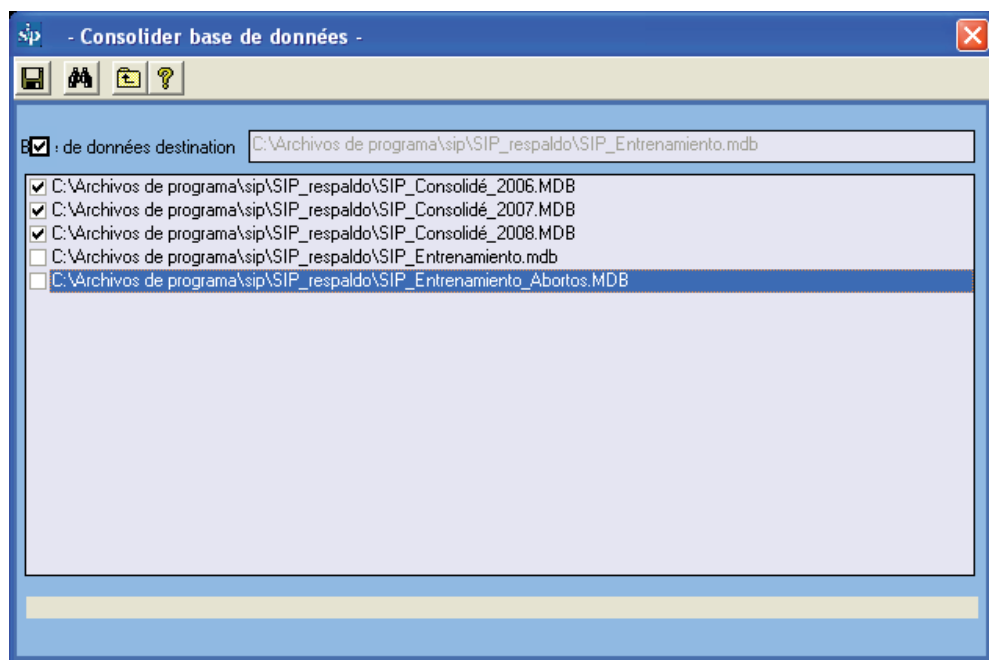 sip - Consolider base de données -
B : de données destination C:\Archivos de programa\sip\SIP_respaldo\SIP_Entrenamiento.mdb
C:\Archivos de programa\sip\SIP_respaldo\SIP_Consolidé_2006.MDB
C:\Archivos de programa\sip\SIP_respaldo\SIP_Consolidé_2007.MDB
C:\Archivos de programa\sip\SIP_respaldo\SIP_Consolidé_2008.MDB
C:\Archivos de programa\sip\SIP_respaldo\SIP_Entrenamiento.mdb
C:\Archivos de programa\sip\SIP_respaldo\SIP_Entrenamiento_Abortos.MDB